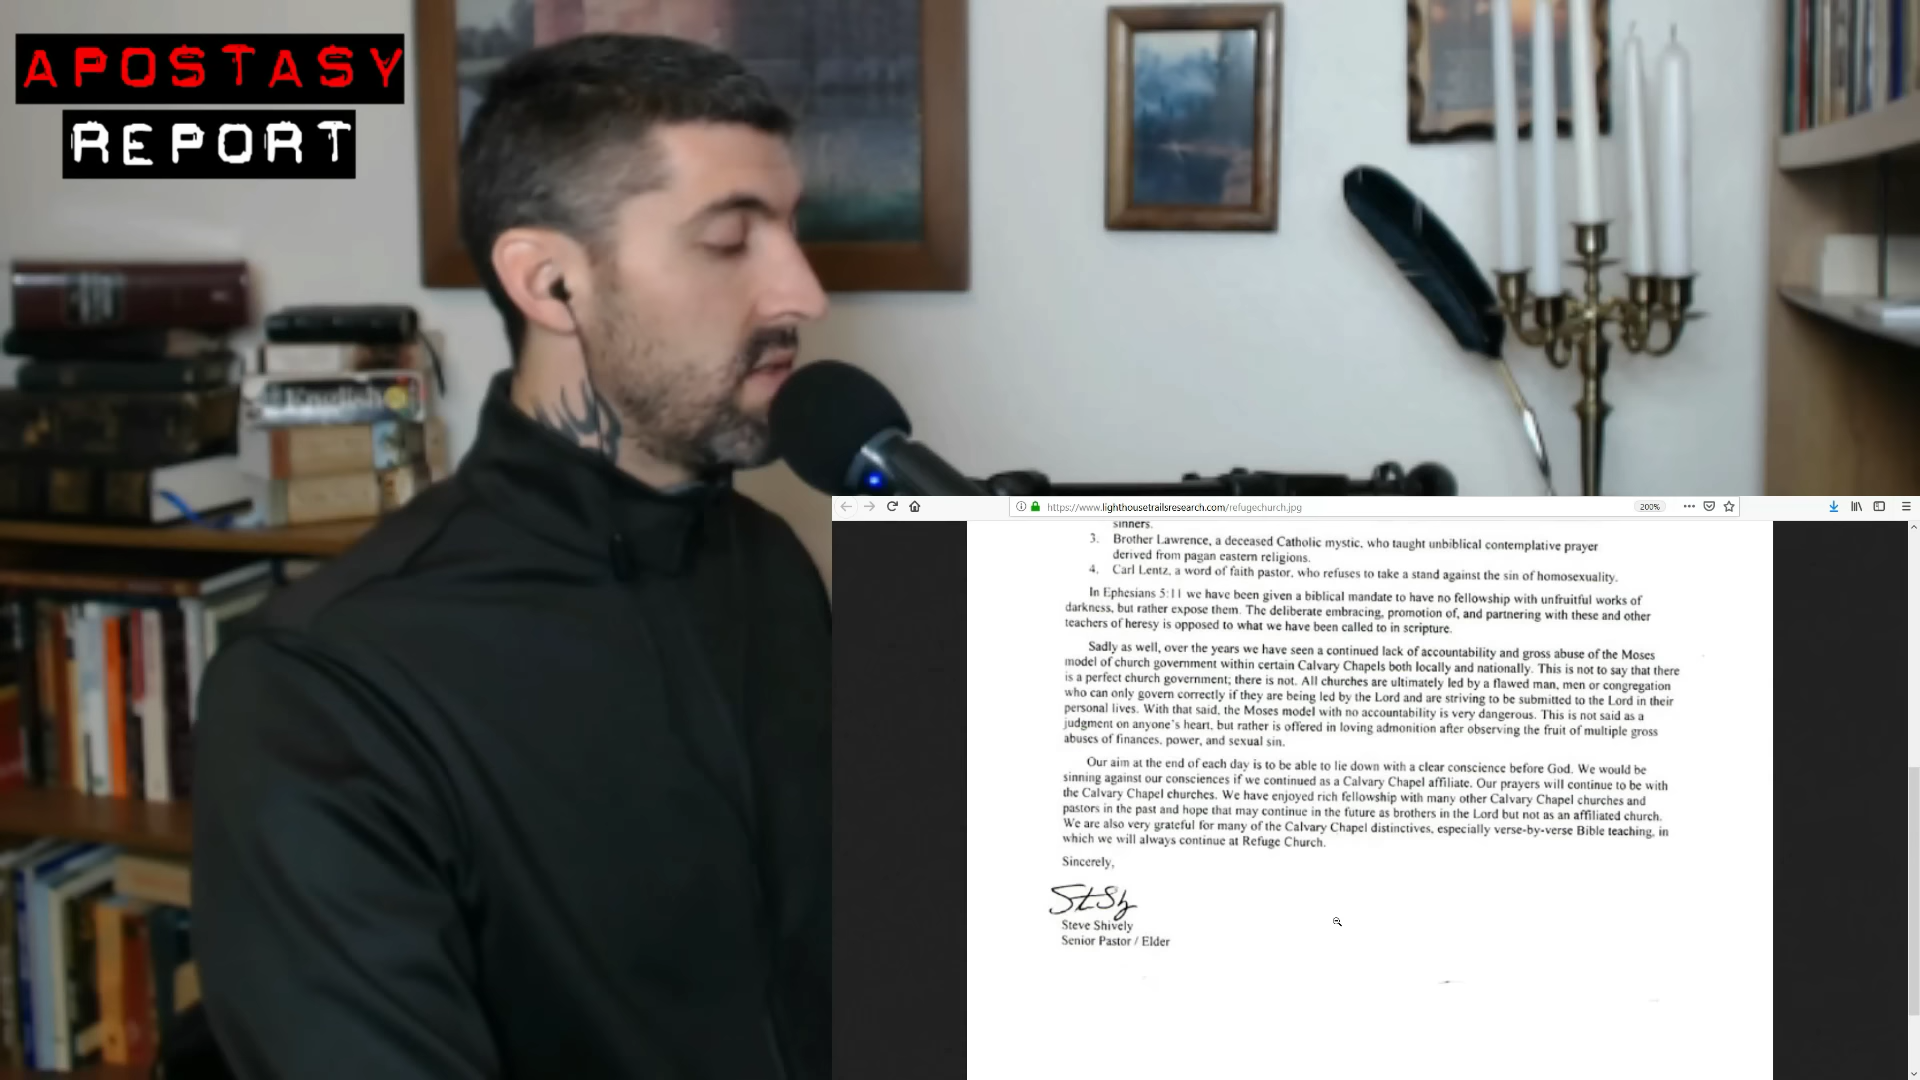 APOSTASY
REPORT
English
https://www.lighthousetrailsresearch.com/refugechurch.jpg
200%
sinners.
3. Brother Lawrence, a deceased Catholic mystic, who taught unbiblical contemplative prayer
derived from pagan eastern religions.
4. Carl Lentz, a word of faith pastor, who refuses to take a stand against the sin of homosexuality.
In Ephesians 5:11 we have been given a biblical mandate to have no fellowship with unfruitful works of
darkness, but rather expose them. The deliberate embracing, promotion of, and partnering with these and other
teachers of heresy is opposed to what we have been called to in scripture.
Sadly as well, over the years we have seen a continued lack of accountability and gross abuse of the Moses
model of church government within certain Calvary Chapels both locally and nationally. This is not to say that there
is a perfect church government; there is not. All churches are ultimately led by a flawed man, men or congregation
who can only govern correctly if they are being led by the Lord and are striving to be submitted to the Lord in their
personal lives. With that said, the Moses model with no accountability is very dangerous. This is not said as a
judgment on anyone's heart, but rather is offered in loving admonition after observing the fruit of multiple gross
abuses of finances, power, and sexual sin.
Our aim at the end of each day is to be able to lie down with a clear conscience before God. We would be
sinning against our consciences if we continued as a Calvary Chapel affiliate. Our prayers will continue to be with
the Calvary Chapel churches. We have enjoyed rich fellowship with many other Calvary Chapel churches and
pastors in the past and hope that may continue in the future as brothers in the Lord but not as an affiliated church.
We are also very grateful for many of the Calvary Chapel distinctives, especially verse-by-verse Bible teaching, in
which we will always continue at Refuge Church.
Sincerely,
Steve Shively
Senior Pastor / Elder